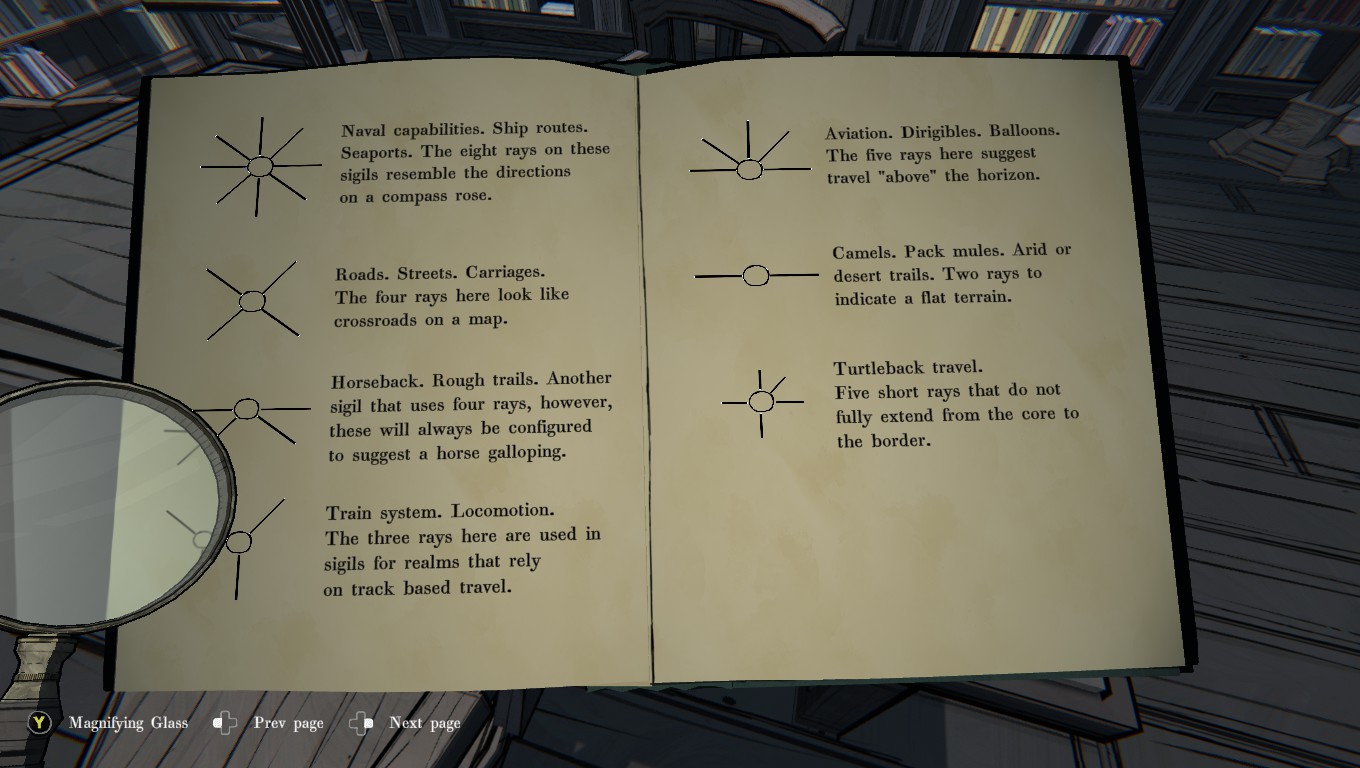 Naval capabilities. Ship routes.
Seaports. The eight rays on these
sigils resemble the directions
on a compass rose.
Roads. Streets. Carriages.
The four rays here look like
crossroads on a map.
Horseback. Rough trails. Another
sigil that uses four rays, however,
these will always be configured
to suggest a horse galloping.
Train system. Locomotion.
The three rays here are used in
sigils for realms that rely
on track based travel.
Aviation. Dirigibles. Balloons.
The five rays here suggest
travel "above" the horizon.
Camels. Pack mules. Arid or
desert trails. Two rays to
indicate a flat terrain.
Turtleback travel.
Five short rays that do not
fully extend from the core to
the border.
Y Magnifying Glass Prev page Next page